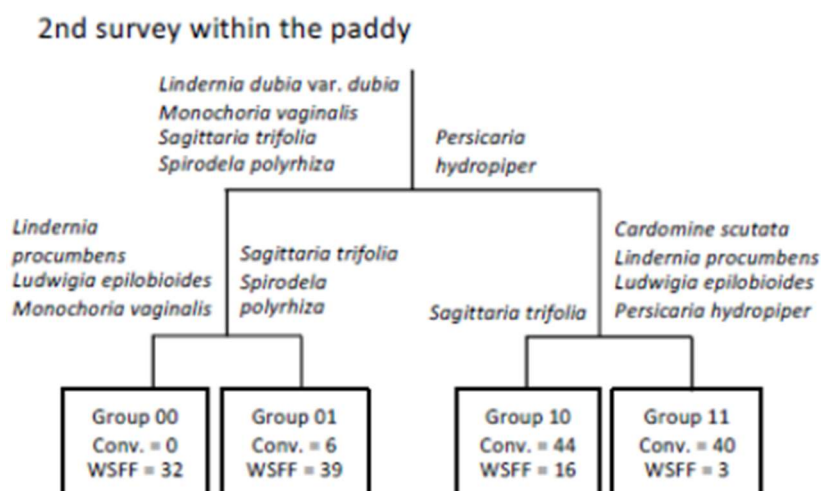 2nd survey within the paddy
Lindernia dubia var. dubia
Monochoria vaginalis
Sagittaria trifolia
Spirodela polyrhiza
Persicaria
hydropiper
Lindernia
procumbens
Ludwigia epilobioides
Monochoria vaginalis
Sagittaria trifolia
Spirodela
polyrhiza
Sagittaria trifolia
Cardomine scutata
Lindernia procumbens
Ludwigia epilobioides
Persicaria hydropiper
Group 00
Conv. = 0
WSFF = 32
Group 01
Conv. = 6
WSFF = 39
Group 10
Conv. = 44
WSFF = 16
Group 11
Conv. = 40
WSFF = 3